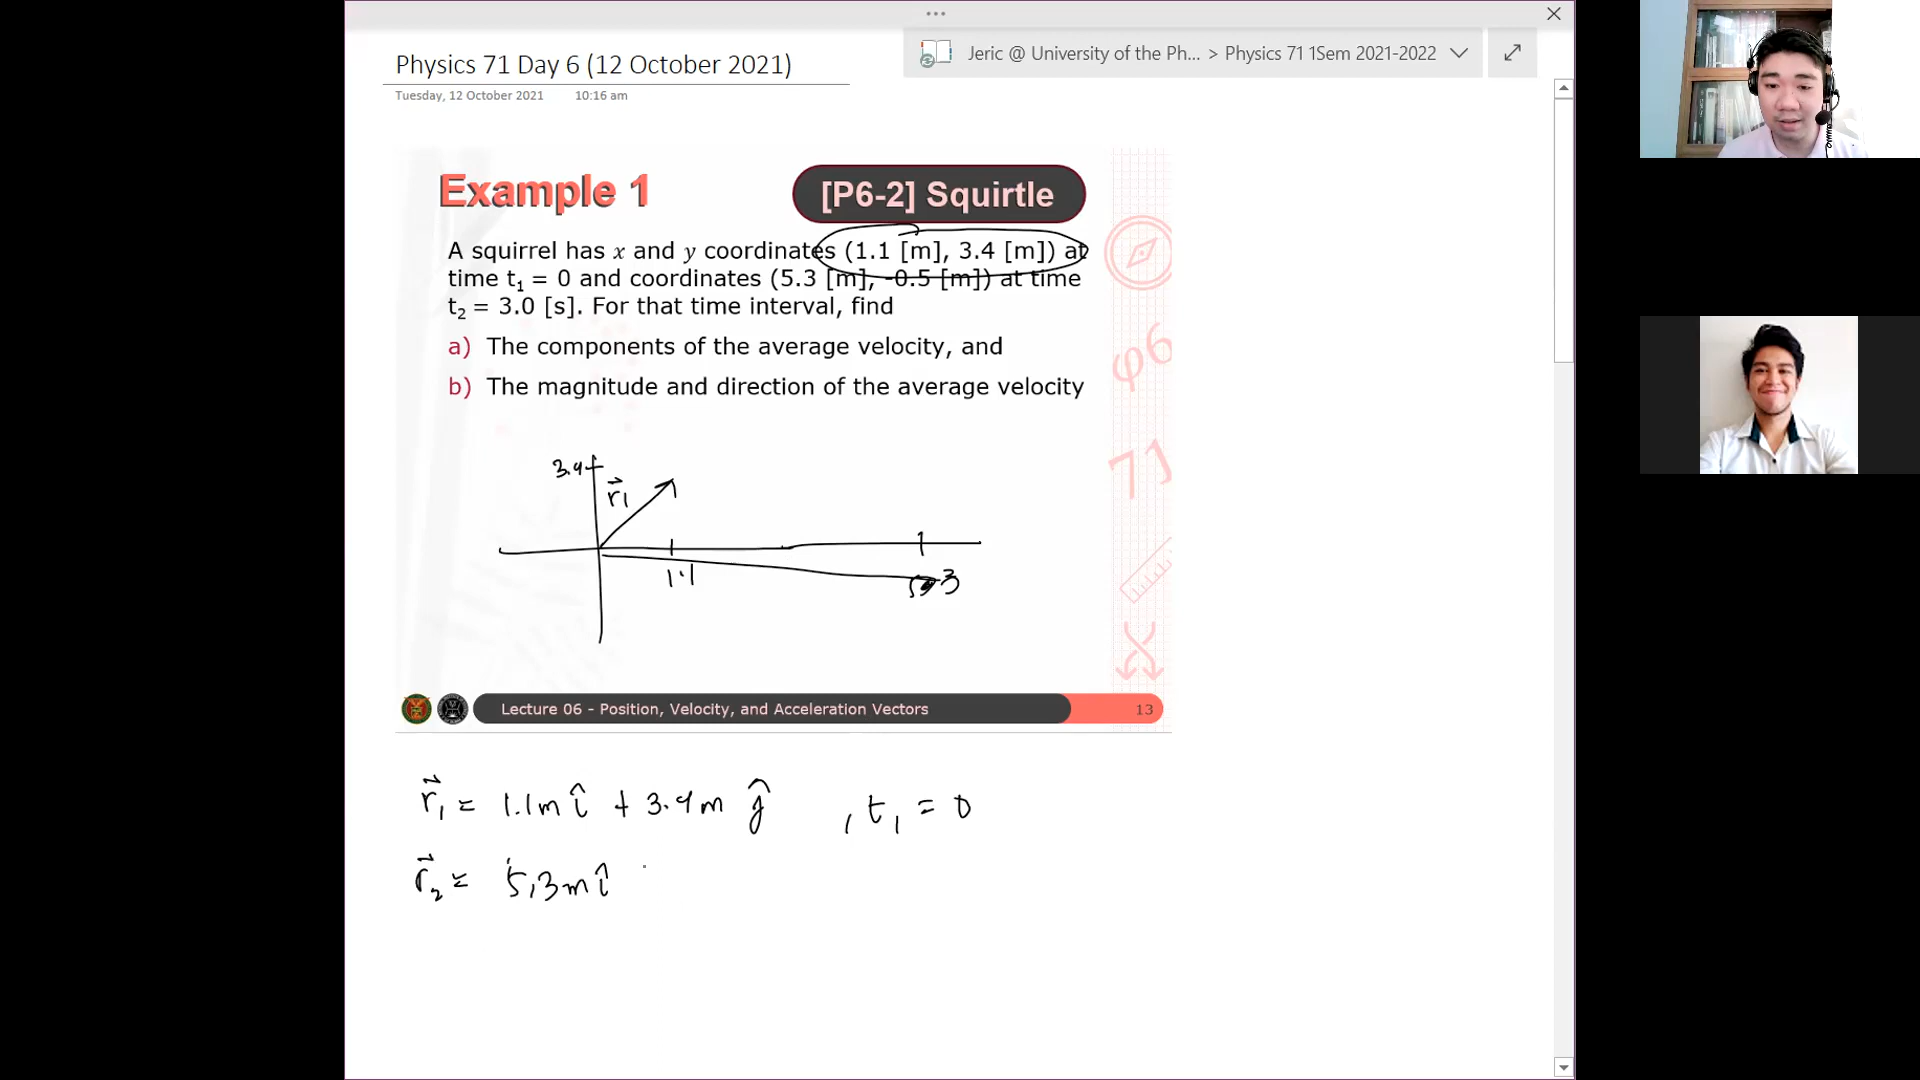 Physics 71 Day 6 (12 October 2021)
Tuesday, 12 October 2021 10:16 am
Jeric @ University of the Ph... > Physics 71 1Sem 2021-2022
Example 1
[P6-2] Squirtle
A squirrel has x and y coordinates (1.1 [m], 3.4 [m]) at
time t₁ = 0 and coordinates (5.3 [m], -0.5 [m]) at time
t₂ = 3.0 [s]. For that time interval, find
a) The components of the average velocity, and
b) The magnitude and direction of the average velocity
φ6
71
3.4
r⃗₁
1.1
5.3
Lecture 06 - Position, Velocity, and Acceleration Vectors
13
r⃗₁ = 1.1m î + 3.4m ĵ , t₁ = 0
r⃗₂ = 5.3m î